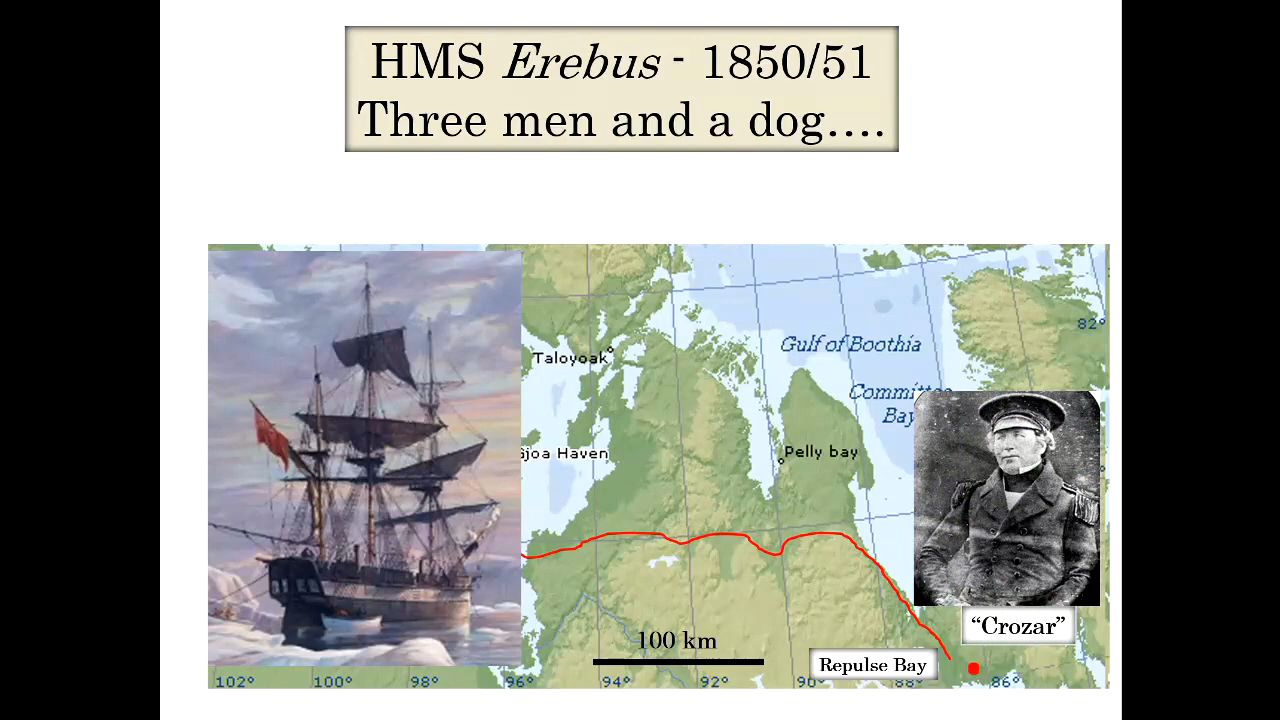 HMS Erebus - 1850/51
Three men and a dog....
82°
Gulf of Boothia
Taloyoak
Committee
Bay
Pelly bay
joa Haven
"Crozar"
100 km
Repulse Bay
102°
100°
98°
96°
94°
92°
90°
88°
86°